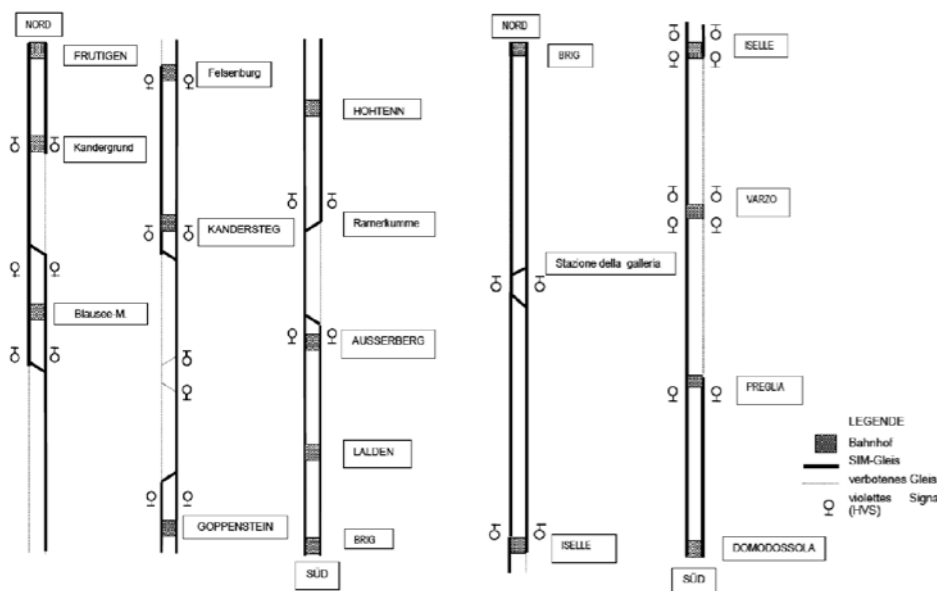 NORD
FRUTIGEN
Kandergrund
Blausee-M.
Felsenburg
KANDERSTEG
GOPPENSTEIN
HOHTENN
Ramerkumme
AUSSERBERG
LALDEN
BRIG
SÜD
NORD
BRIG
Stazione della galleria
ISELLE
ISELLE
VARZO
PREGLIA
DOMODOSSOLA
SÜD
LEGENDE
Bahnhof
SIM-Gleis
verbotenes Gleis
violettes Signa
(HVS)